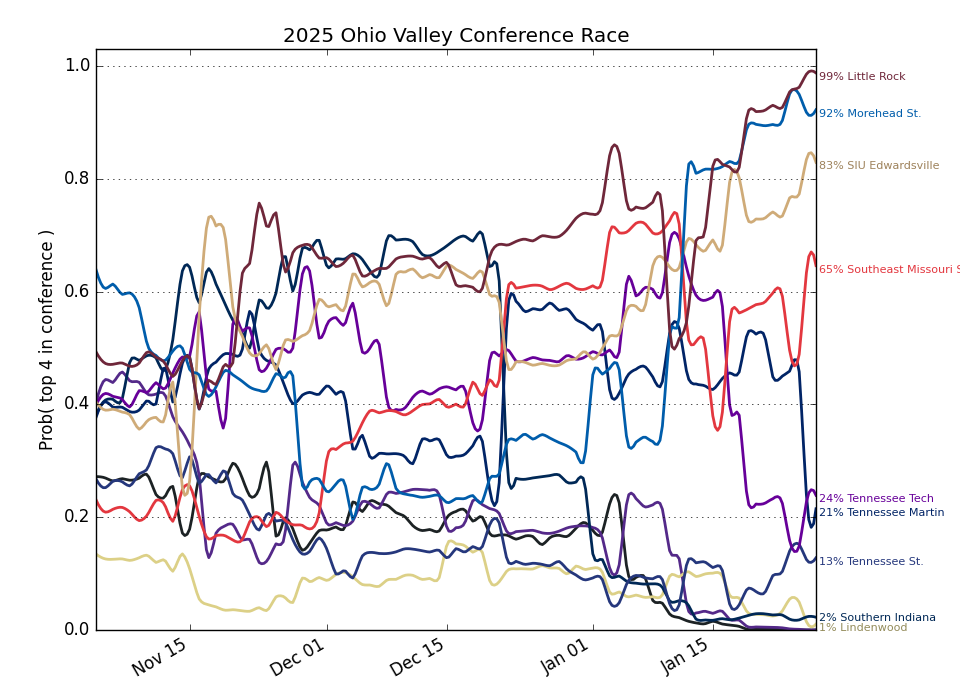 2025 Ohio Valley Conference Race
Prob( top 4 in conference )
1.0
0.8
0.6
0.4
0.2
0.0
Nov 15
Dec 01
Dec 15
Jan 01
Jan 15
99% Little Rock
92% Morehead St.
83% SIU Edwardsville
65% Southeast Missouri S
24% Tennessee Tech
21% Tennessee Martin
13% Tennessee St.
2% Southern Indiana
1% Lindenwood